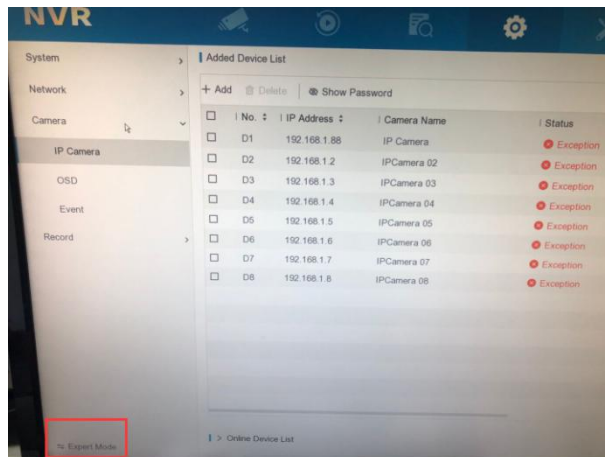 NVR
System
Added Device List
Network
+ Add Delete Show Password
Camera
No. IP Address Camera Name Status
D1 192.168.1.88 IP Camera Exception
IP Camera
D2 192.168.1.2 IPCamera 02 Exception
OSD
D3 192.168.1.3 IPCamera 03 Exception
D4 192.168.1.4 IPCamera 04 Exception
Event
D5 192.168.1.5 IPCamera 05 Exception
Record
D6 192.168.1.6 IPCamera 06 Exception
D7 192.168.1.7 IPCamera 07 Exception
D8 192.168.1.8 IPCamera 08 Exception
Expert Mode
> Online Device List